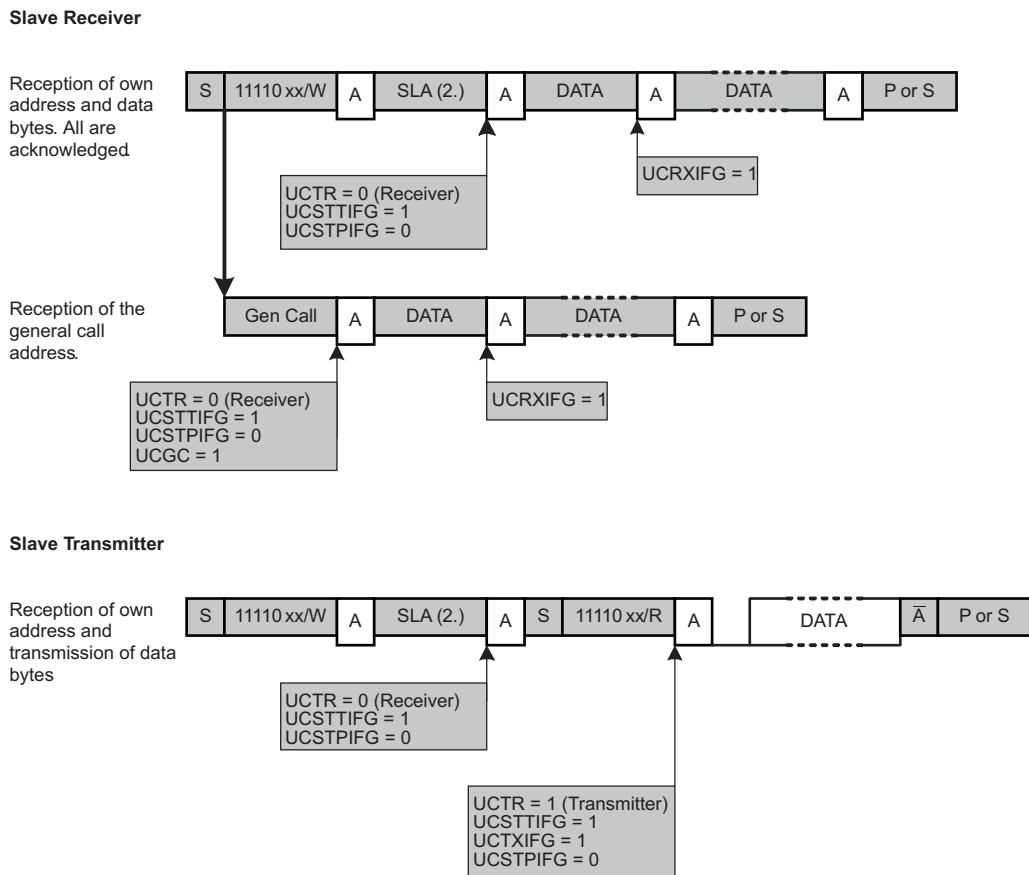 Slave Receiver
Reception of own
address and data
bytes. All are
acknowledged.
S 11110 xx/W A SLA (2.) A DATA A DATA A P or S
UCTR = 0 (Receiver)
UCSTTIFG = 1
UCSTPIFG = 0
UCRXIFG = 1
Reception of the
general call
address.
Gen Call A DATA A DATA A P or S
UCTR = 0 (Receiver)
UCSTTIFG = 1
UCSTPIFG = 0
UCGC = 1
UCRXIFG = 1
Slave Transmitter
Reception of own
address and
transmission of data
bytes
S 11110 xx/W A SLA (2.) A S 11110 xx/R A DATA A̅ P or S
UCTR = 0 (Receiver)
UCSTTIFG = 1
UCSTPIFG = 0
UCTR = 1 (Transmitter)
UCSTTIFG = 1
UCTXIFG = 1
UCSTPIFG = 0